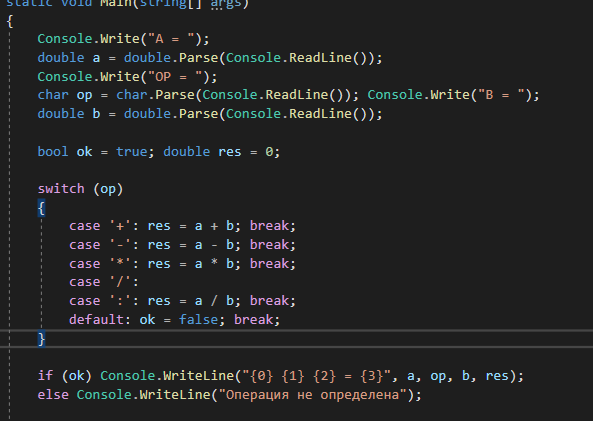 static void Main(string[] args)
{
Console.Write("A = ");
double a = double.Parse(Console.ReadLine());
Console.Write("OP = ");
char op = char.Parse(Console.ReadLine()); Console.Write("B = ");
double b = double.Parse(Console.ReadLine());
bool ok = true; double res = 0;
switch (op)
{
case '+': res = a + b; break;
case '-': res = a - b; break;
case '*': res = a * b; break;
case '/':
case ':': res = a / b; break;
default: ok = false; break;
}
if (ok) Console.WriteLine("{0} {1} {2} = {3}", a, op, b, res);
else Console.WriteLine("Операция не определена");